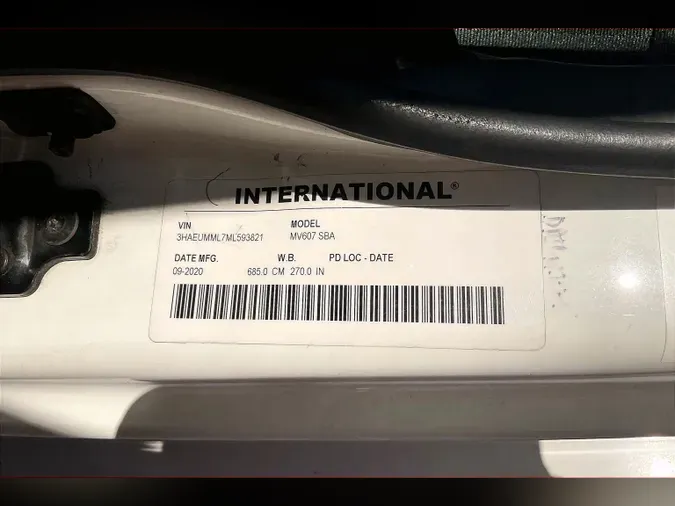 INTERNATIONAL®
VIN MODEL
3HAEUMML7ML593821 MV607 SBA
DATE MFG. W.B. PD LOC - DATE
09-2020 685.0 CM 270.0 IN